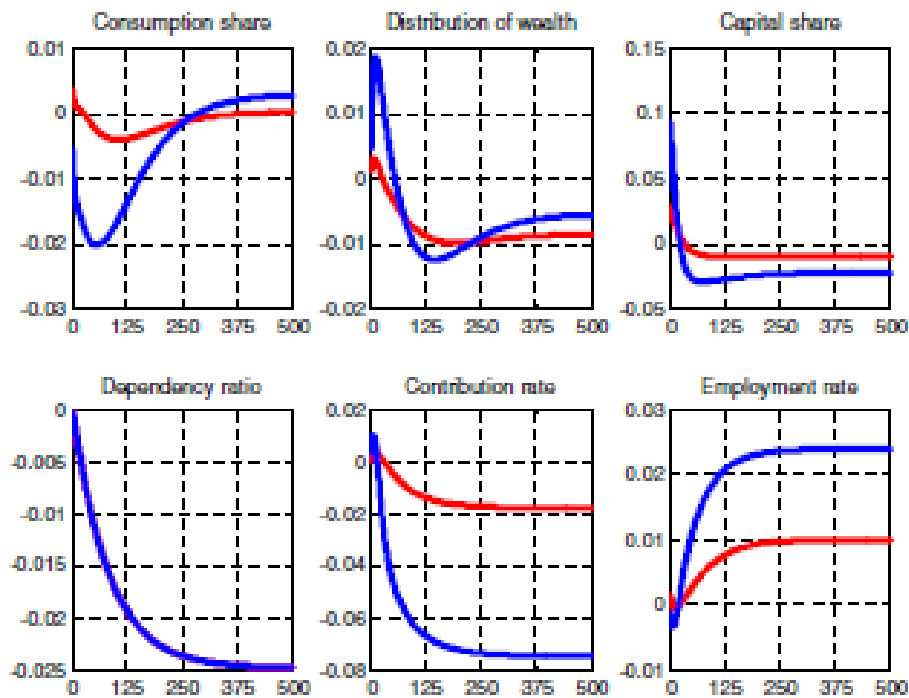 Consumption share
Distribution of wealth
Capital share
0.01
0
-0.01
-0.02
-0.03
0 125 250 375 500
0.02
0.01
0
-0.01
-0.02
0 125 250 375 500
0.15
0.1
0.05
0
-0.05
0 125 250 375 500
Dependency ratio
Contribution rate
Employment rate
0
-0.005
-0.01
-0.015
-0.02
-0.025
0 125 250 375 500
0.02
0
-0.02
-0.04
-0.06
-0.08
0 125 250 375 500
0.03
0.02
0.01
0
-0.01
0 125 250 375 500